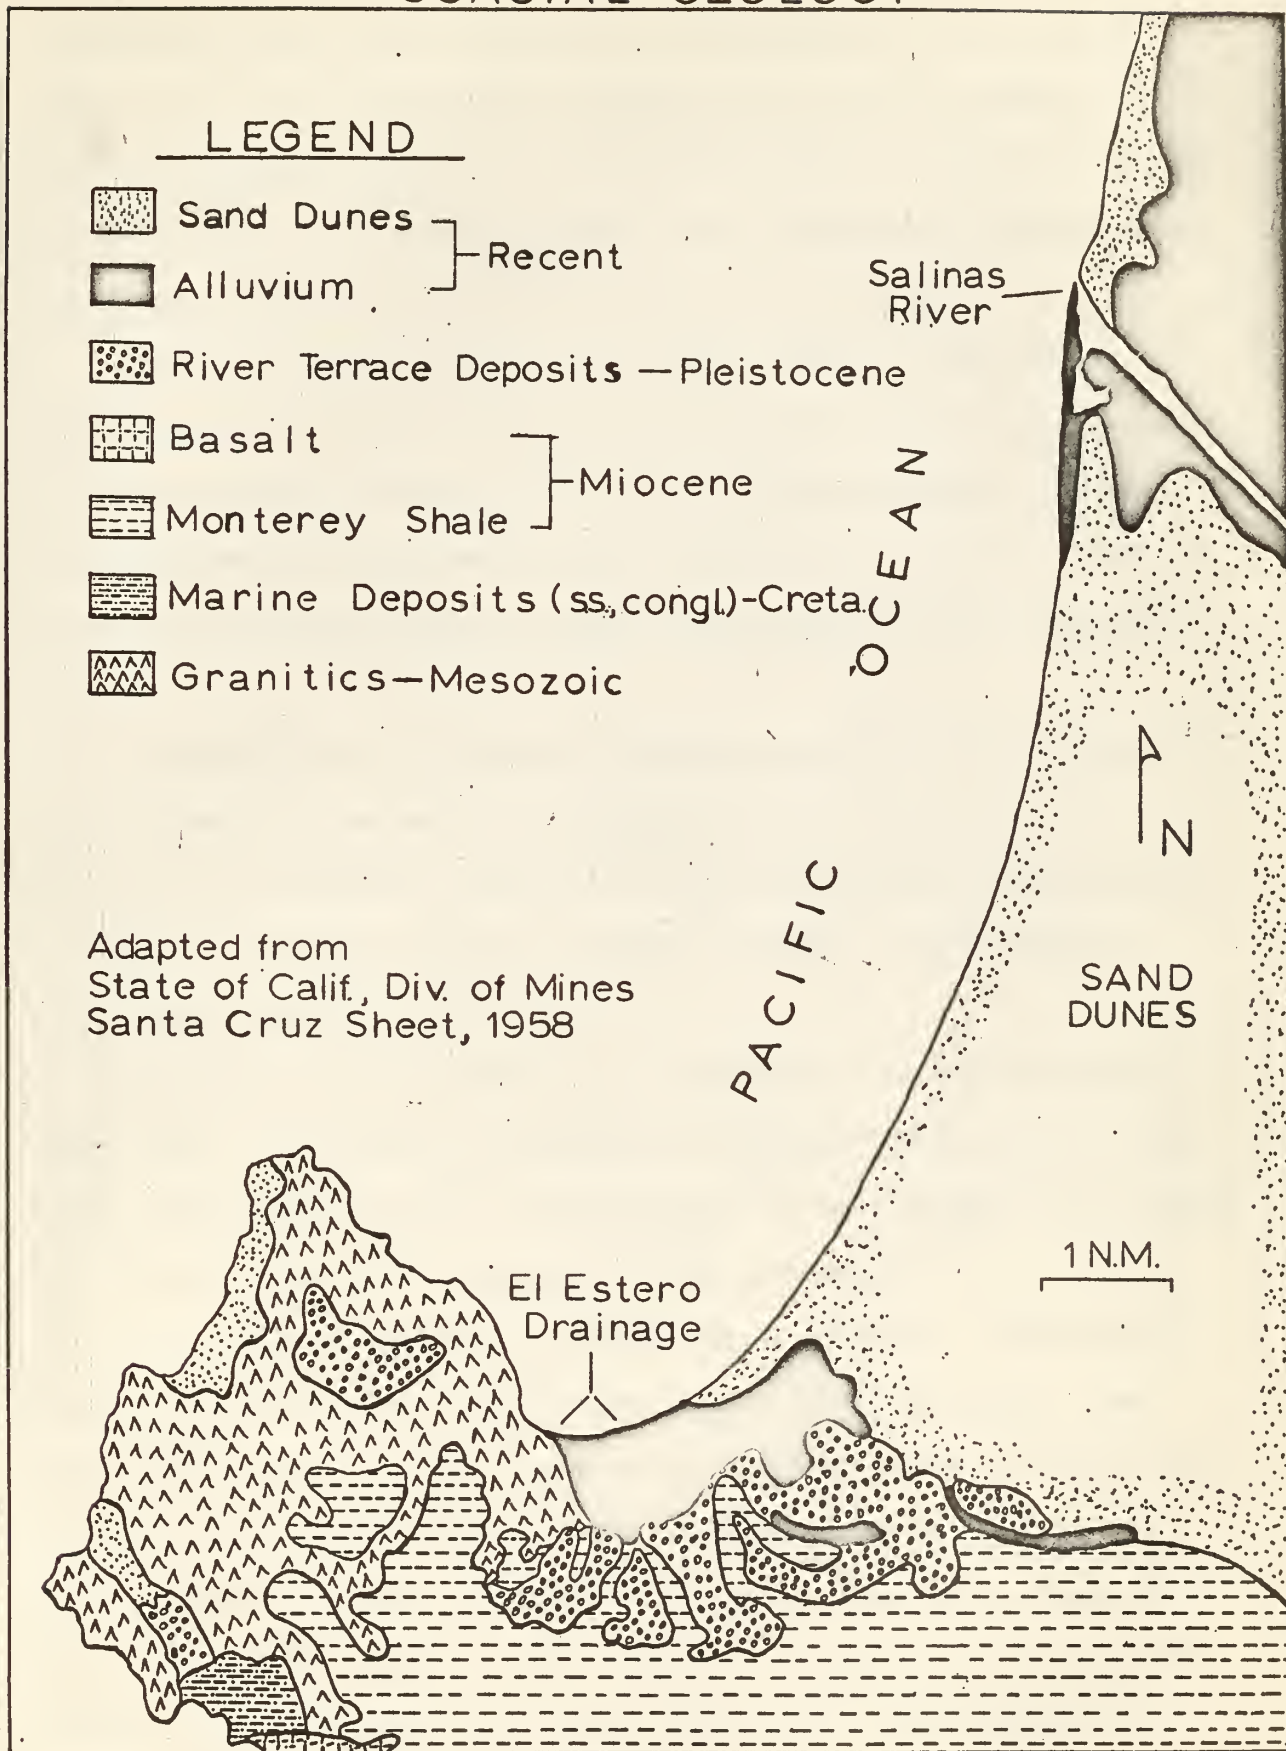 COASTAL GEOLOGY
LEGEND
Sand Dunes
Alluvium
Recent
River Terrace Deposits — Pleistocene
Basalt
Monterey Shale
Miocene
Marine Deposits (ss., congl.)-Creta.
Granitics—Mesozoic
Salinas
River
PACIFIC OCEAN
N
Adapted from
State of Calif., Div. of Mines
Santa Cruz Sheet, 1958
SAND
DUNES
1 N.M.
El Estero
Drainage